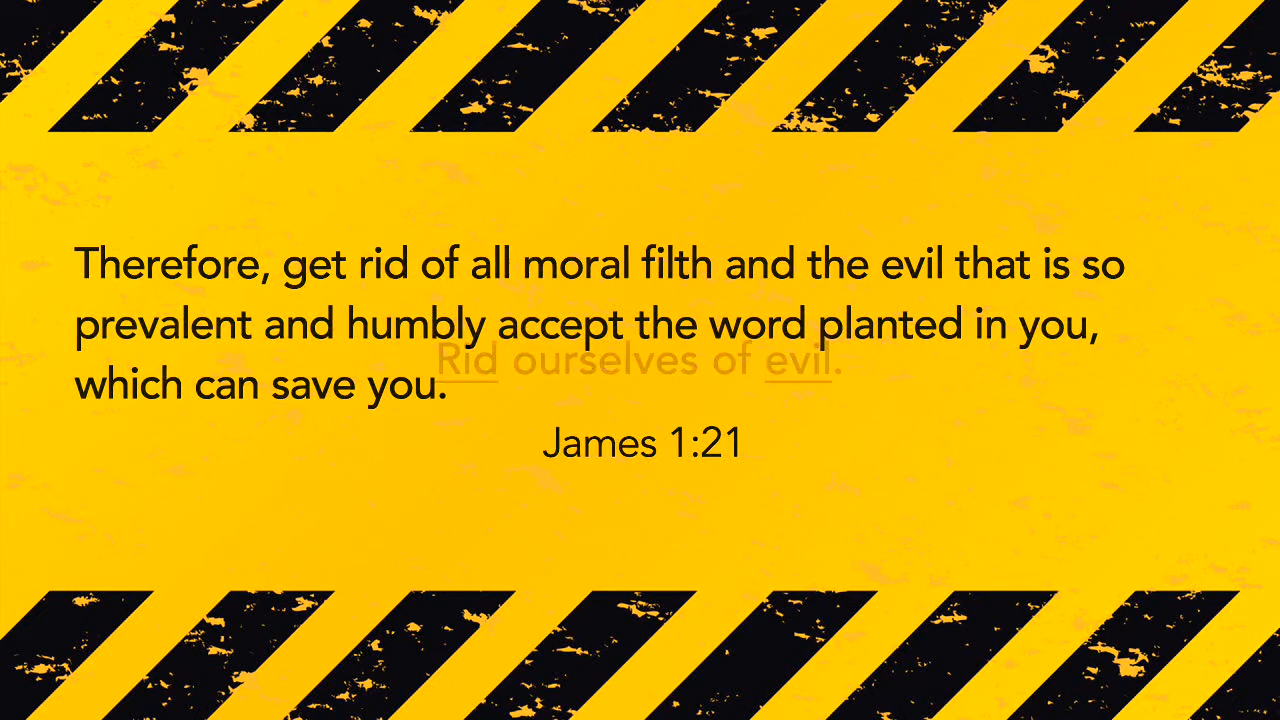 Therefore, get rid of all moral filth and the evil that is so
prevalent and humbly accept the word planted in you,
Rid ourselves of evil.
which can save you.
James 1:21